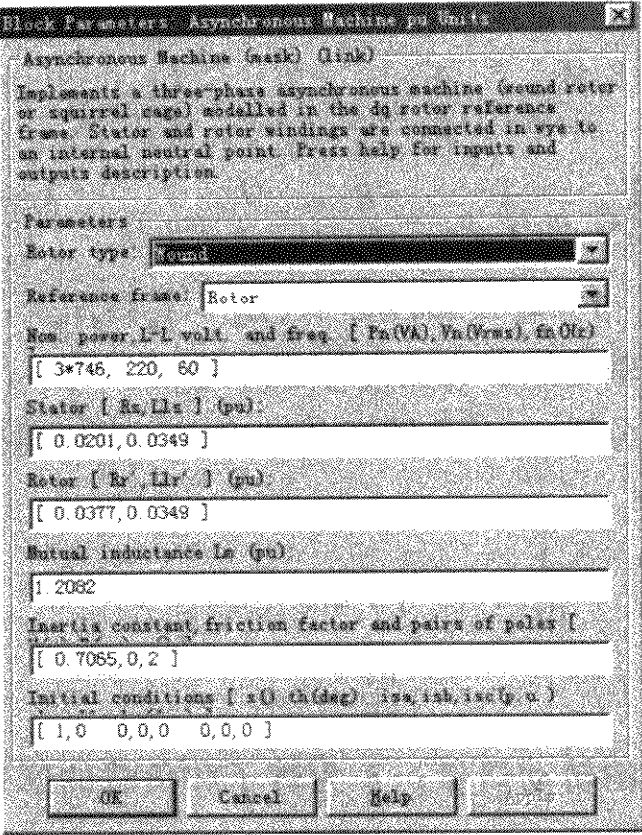 Block Parameters: Asynchronous Machine pu Units
Asynchronous Machine (mask) (link)
Implements a three-phase asynchronous machine (wound rotor
or squirrel cage) modelled in the dq rotor reference
frame. Stator and rotor windings are connected in wye to
an internal neutral point. Press help for inputs and
outputs description.
Parameters
Rotor type: Wound
Reference frame: Rotor
Nom. power,L-L volt. and freq. [ Pn(VA),Vn(Vrms),fn(Hz)
[ 3*746, 220, 60 ]
Stator [ Rs,Lls ] (pu):
[ 0.0201,0.0349 ]
Rotor [ Rr',Llr' ] (pu):
[ 0.0377,0.0349 ]
Mutual inductance Lm (pu)
1.2082
Inertia constant friction factor and pairs of poles [
[ 0.7065,0,2 ]
Initial conditions [ s() th(deg) isa,isb,isc(p.u.)
[ 1,0 0,0,0 0,0,0 ]
OK Cancel Help Apply